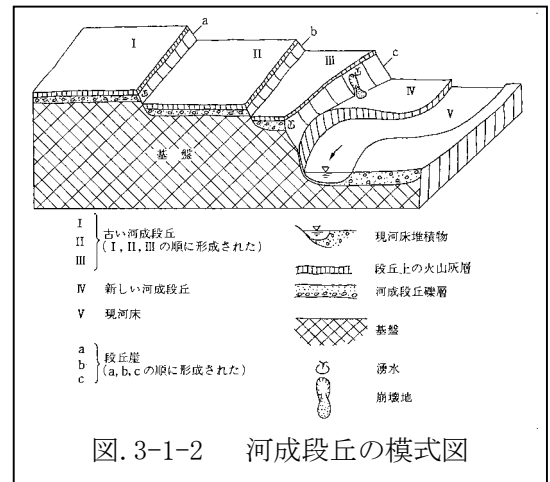 a
b
c
I
II
III
IV
V
基盤
I
II
III
古い河成段丘
(I, II, IIIの順に形成された)
IV 新しい河成段丘
V 現河床
a
b
c
段丘崖
(a, b, cの順に形成された)
現河床堆積物
段丘上の火山灰層
河成段丘礫層
基盤
湧水
崩壊地
図.3-1-2 河成段丘の模式図